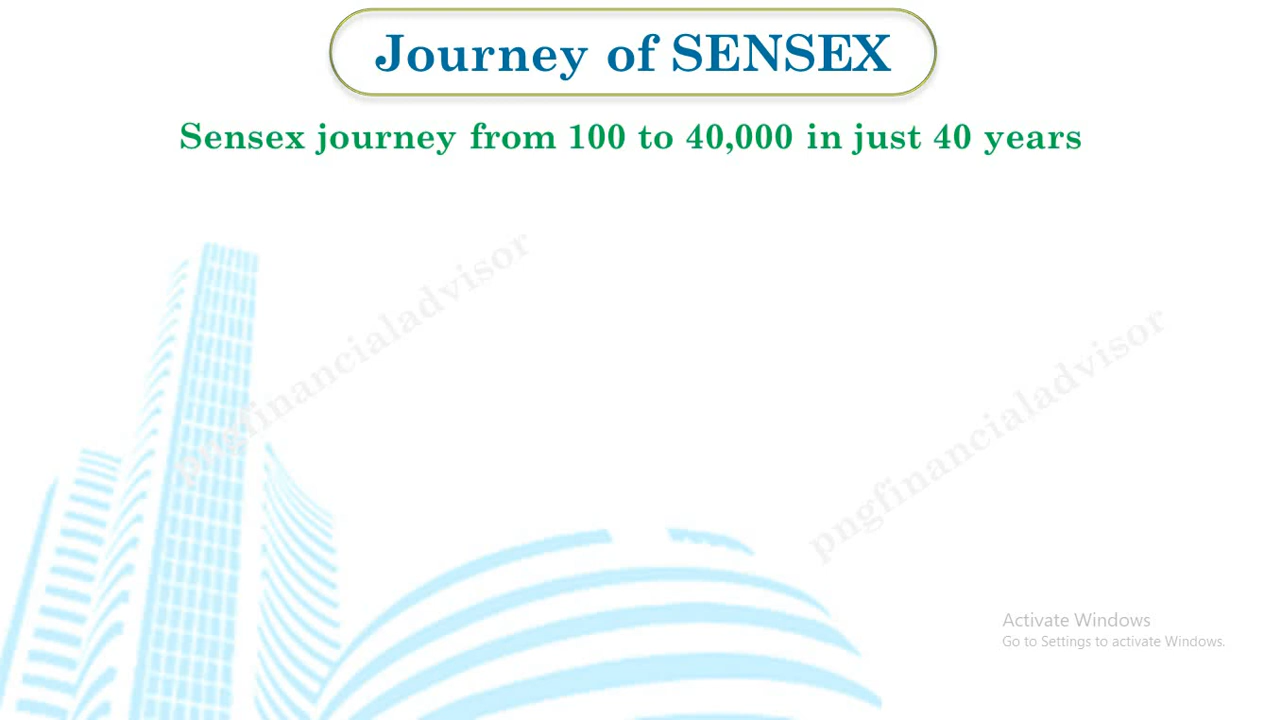 Journey of SENSEX
Sensex journey from 100 to 40,000 in just 40 years
pngfinancialadvisor
pngfinancialadvisor
Activate Windows
Go to Settings to activate Windows.